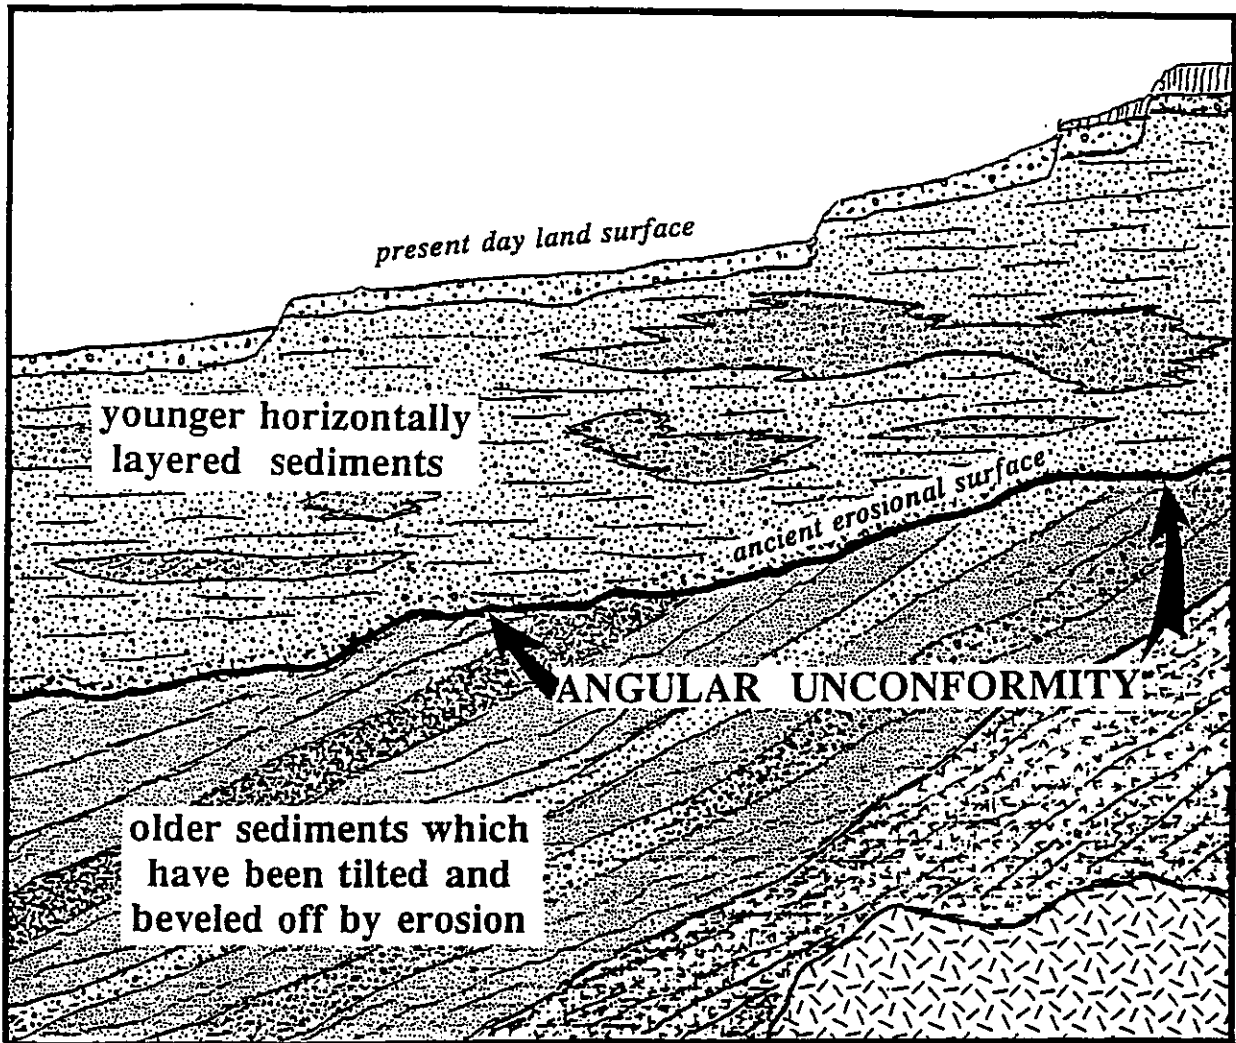 present day land surface
younger horizontally
layered sediments
ancient erosional surface
ANGULAR UNCONFORMITY
older sediments which
have been tilted and
beveled off by erosion